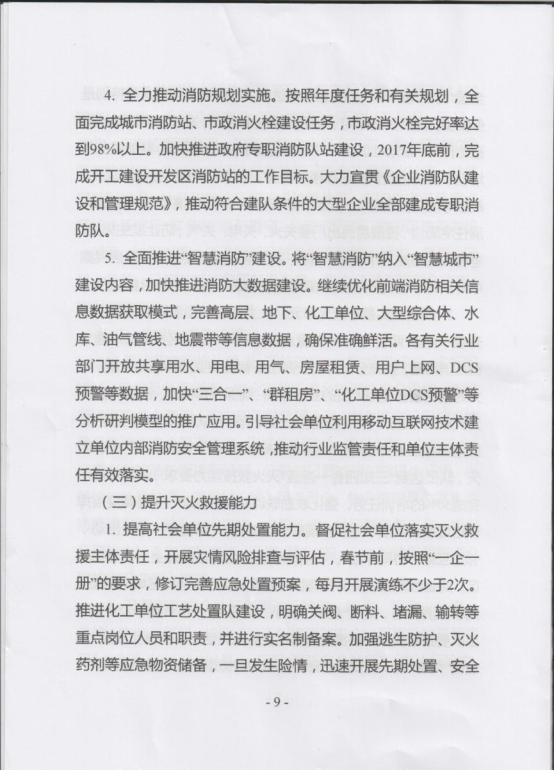 4. 全力推动消防规划实施。按照年度任务和有关规划，全
面完成城市消防站、市政消火栓建设任务，市政消火栓完好率达
到98%以上。加快推进政府专职消防队站建设，2017年底前，完
成开工建设开发区消防站的工作目标。大力宣贯《企业消防队建
设和管理规范》，推动符合建队条件的大型企业全部建成专职消
防队。
5. 全面推进“智慧消防”建设。将“智慧消防”纳入“智慧城市”
建设内容，加快推进消防大数据建设。继续优化前端消防相关信
息数据获取模式，完善高层、地下、化工单位、大型综合体、水
库、油气管线、地震带等信息数据，确保准确鲜活。各有关行业
部门开放共享用水、用电、用气、房屋租赁、用户上网、DCS
预警等数据，加快“三合一”、“群租房”、“化工单位DCS预警”等
分析研判模型的推广应用。引导社会单位利用移动互联网技术建
立单位内部消防安全管理系统，推动行业监管责任和单位主体责
任有效落实。
（三）提升灭火救援能力
1. 提高社会单位先期处置能力。督促社会单位落实灭火救
援主体责任，开展灾情风险排查与评估，春节前，按照“一企一
册”的要求，修订完善应急处置预案，每月开展演练不少于2次。
推进化工单位工艺处置队建设，明确关阀、断料、堵漏、输转等
重点岗位人员和职责，并进行实名制备案。加强逃生防护、灭火
药剂等应急物资储备，一旦发生险情，迅速开展先期处置、安全
- 9 -